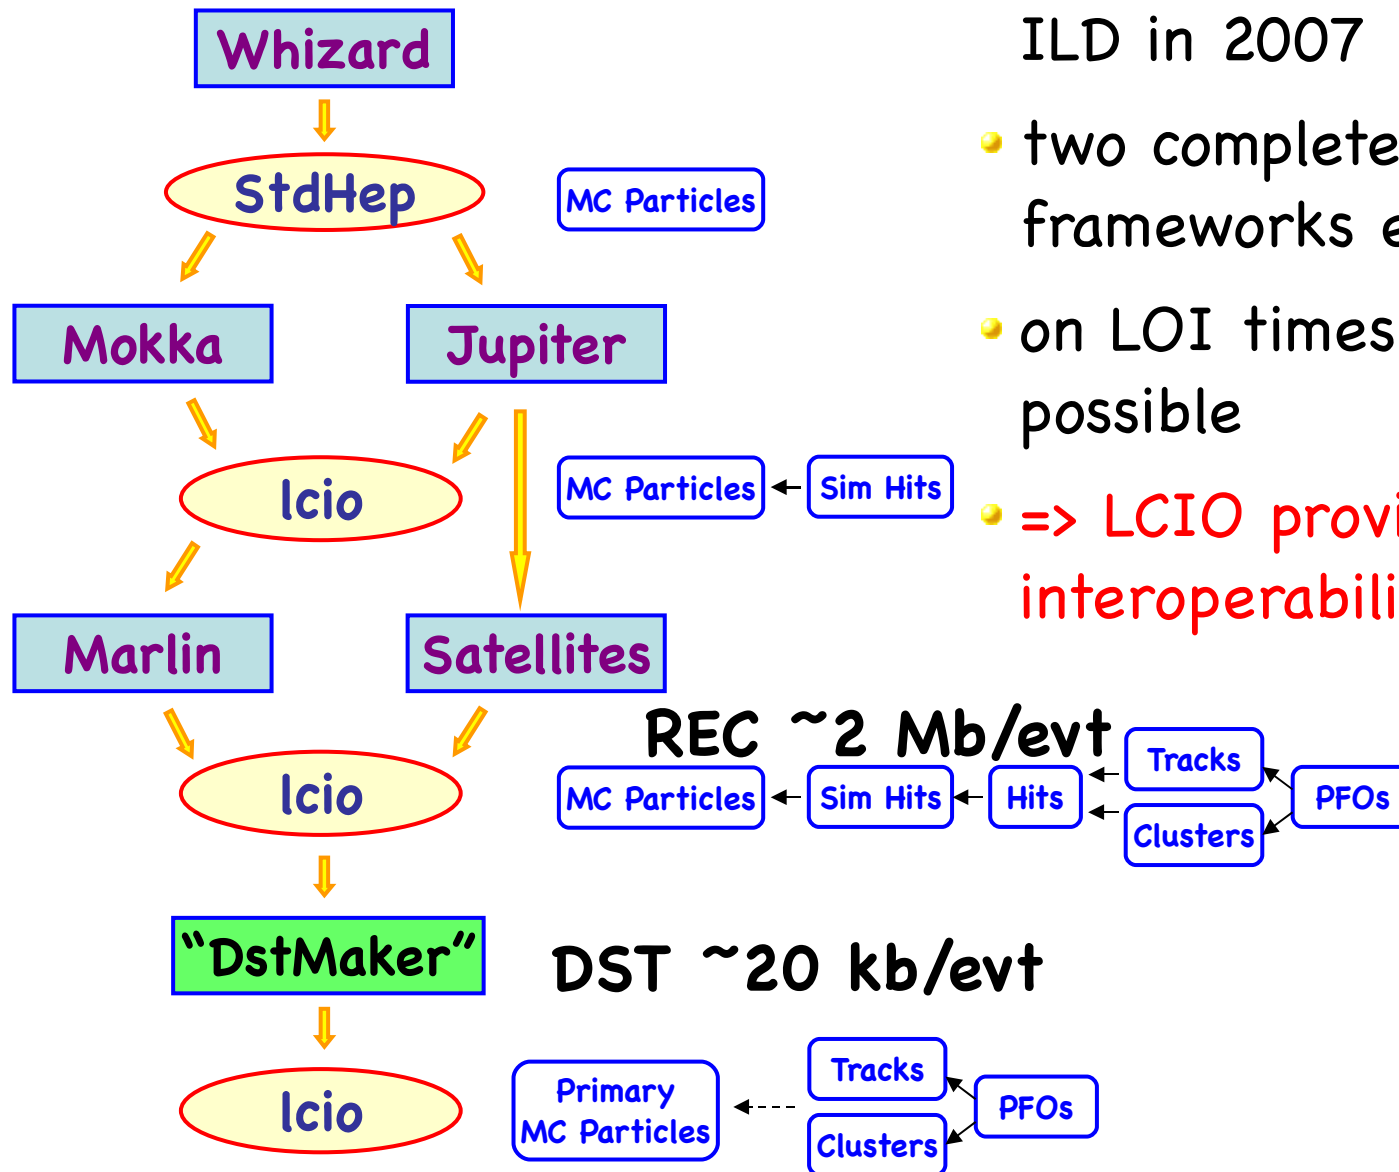 Whizard
StdHep
MC Particles
Mokka
Jupiter
lcio
MC Particles
Sim Hits
Marlin
Satellites
REC ~2 Mb/evt
lcio
MC Particles
Sim Hits
Hits
Tracks
Clusters
PFOs
“DstMaker”
DST ~20 kb/evt
lcio
Primary
MC Particles
Tracks
Clusters
PFOs
ILD in 2007
two complete
frameworks
on LOI times
possible
=> LCIO